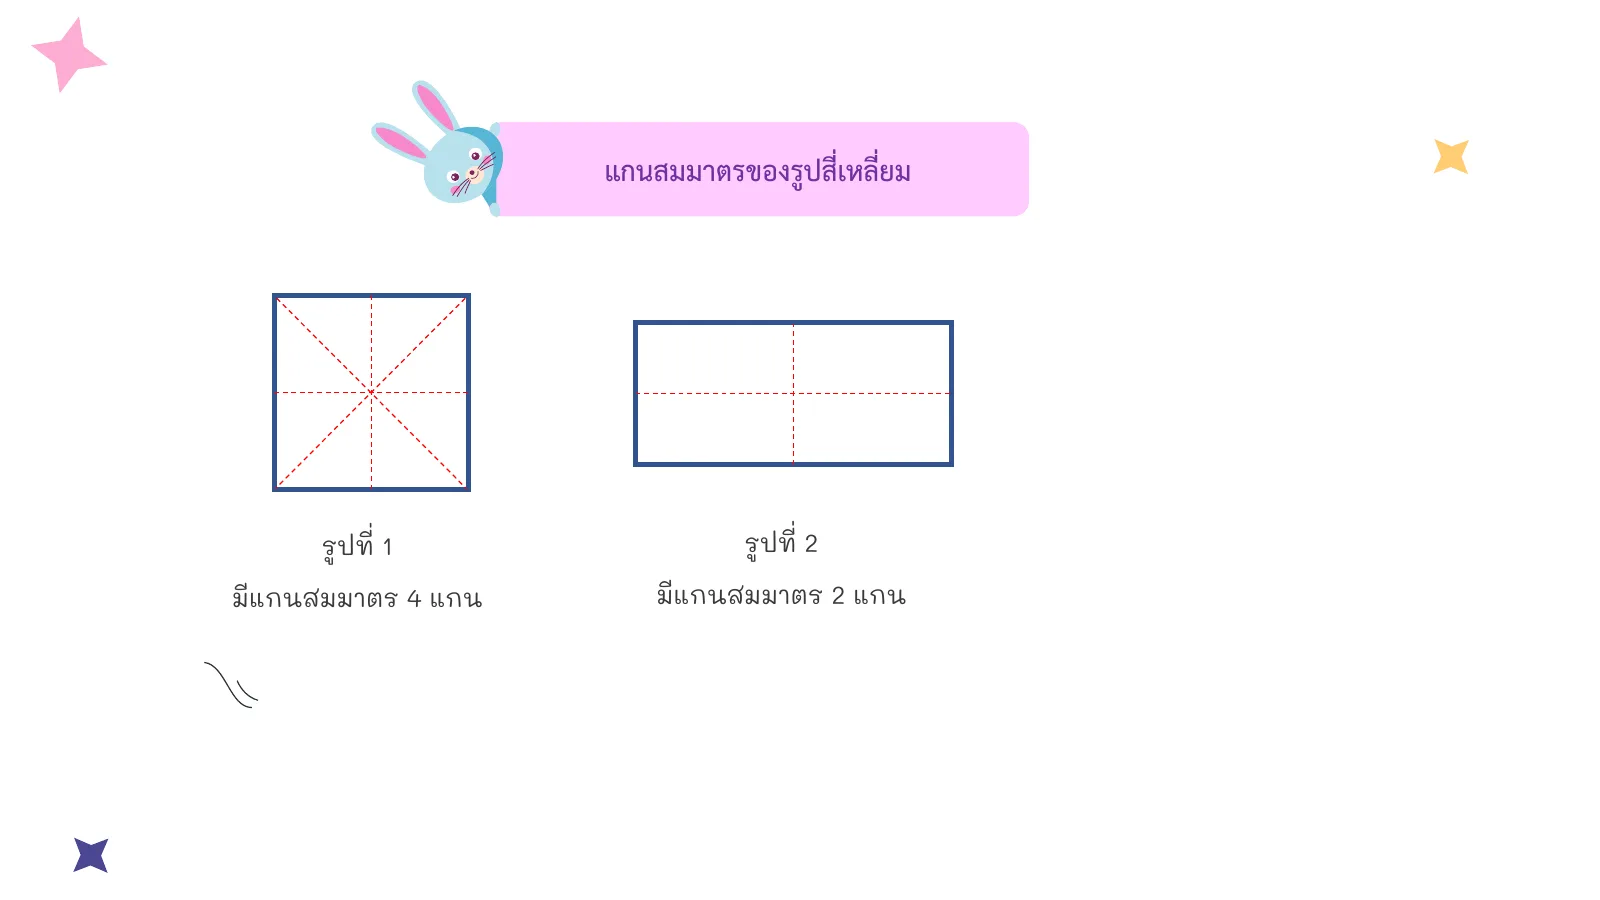 แกนสมมาตรของรูปสี่เหลี่ยม
รูปที่ 1
มีแกนสมมาตร 4 แกน
รูปที่ 2
มีแกนสมมาตร 2 แกน